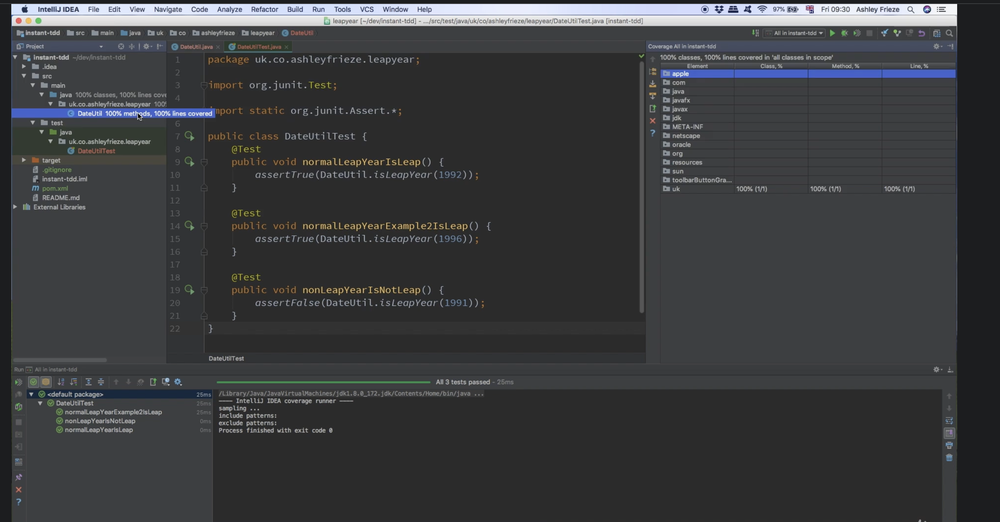 IntelliJ IDEA File Edit View Navigate Code Analyze Refactor Build Run Tools VCS Window Help 97% Fri 09:30 Ashley Frieze
leapyear [~/dev/instant-tdd] - .../src/test/java/uk/co/ashleyfrieze/leapyear/DateUtilTest.java [instant-tdd]
instant-tdd src main java uk co ashleyfrieze leapyear DateUtil All in instant-tdd
Project
instant-tdd ~/dev/instant-tdd
.idea
src
main
java 100% classes, 100% lines cove
uk.co.ashleyfrieze.leapyear 100%
DateUtil 100% methods, 100% lines covered
test
java
uk.co.ashleyfrieze.leapyear
DateUtilTest
target
.gitignore
instant-tdd.iml
pom.xml
README.md
External Libraries
DateUtil.java DateUtilTest.java
1 package uk.co.ashleyfrieze.leapyear;
2
3 import org.junit.Test;
4
mport static org.junit.Assert.*;
6
7 public class DateUtilTest {
8 @Test
9 public void normalLeapYearIsLeap() {
10 assertTrue(DateUtil.isLeapYear(1992));
11 }
12
13 @Test
14 public void normalLeapYearExample2IsLeap() {
15 assertTrue(DateUtil.isLeapYear(1996));
16 }
17
18 @Test
19 public void nonLeapYearIsNotLeap() {
20 assertFalse(DateUtil.isLeapYear(1991));
21 }
22 }
DateUtilTest
Coverage All in instant-tdd
100% classes, 100% lines covered in 'all classes in scope'
Element Class, % Method, % Line, %
apple
com
java
javafx
javax
jdk
META-INF
netscape
oracle
org
resources
sun
toolbarButtonGra...
uk 100% (1/1) 100% (1/1) 100% (1/1)
Run All in instant-tdd
All 3 tests passed - 25ms
<default package> 25ms
DateUtilTest 25ms
normalLeapYearExample2IsLeap 25ms
nonLeapYearIsNotLeap 0ms
normalLeapYearIsLeap 0ms
/Library/Java/JavaVirtualMachines/jdk1.8.0_172.jdk/Contents/Home/bin/java ...
---- IntelliJ IDEA coverage runner ----
sampling ...
include patterns:
exclude patterns:
Process finished with exit code 0